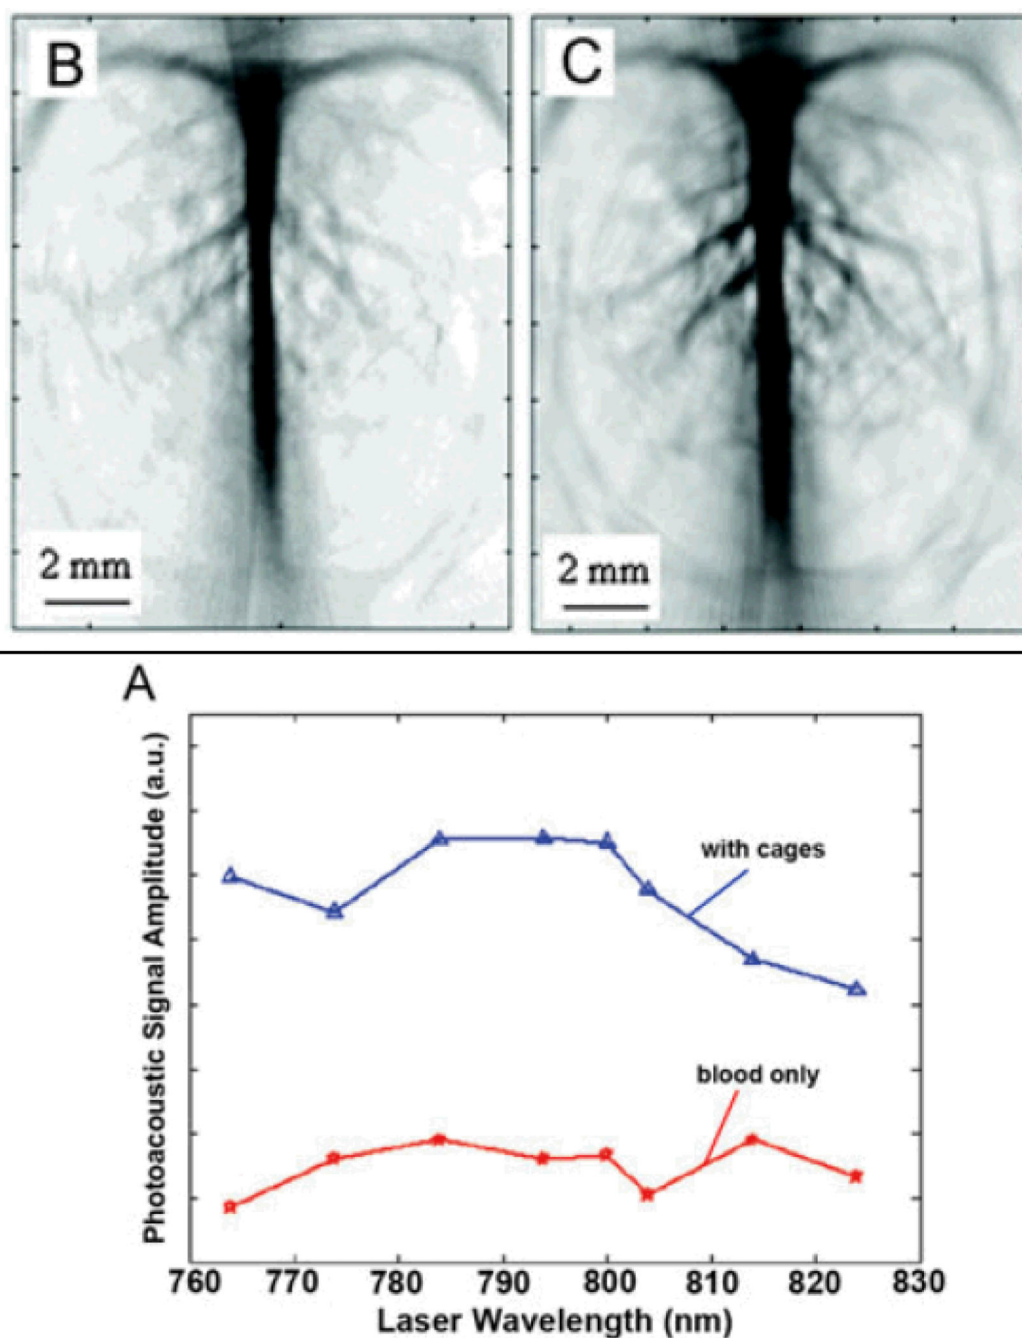 B
C
2 mm
2 mm
A
Photoacoustic Signal Amplitude (a.u.)
with cages
blood only
760 770 780 790 800 810 820 830
Laser Wavelength (nm)